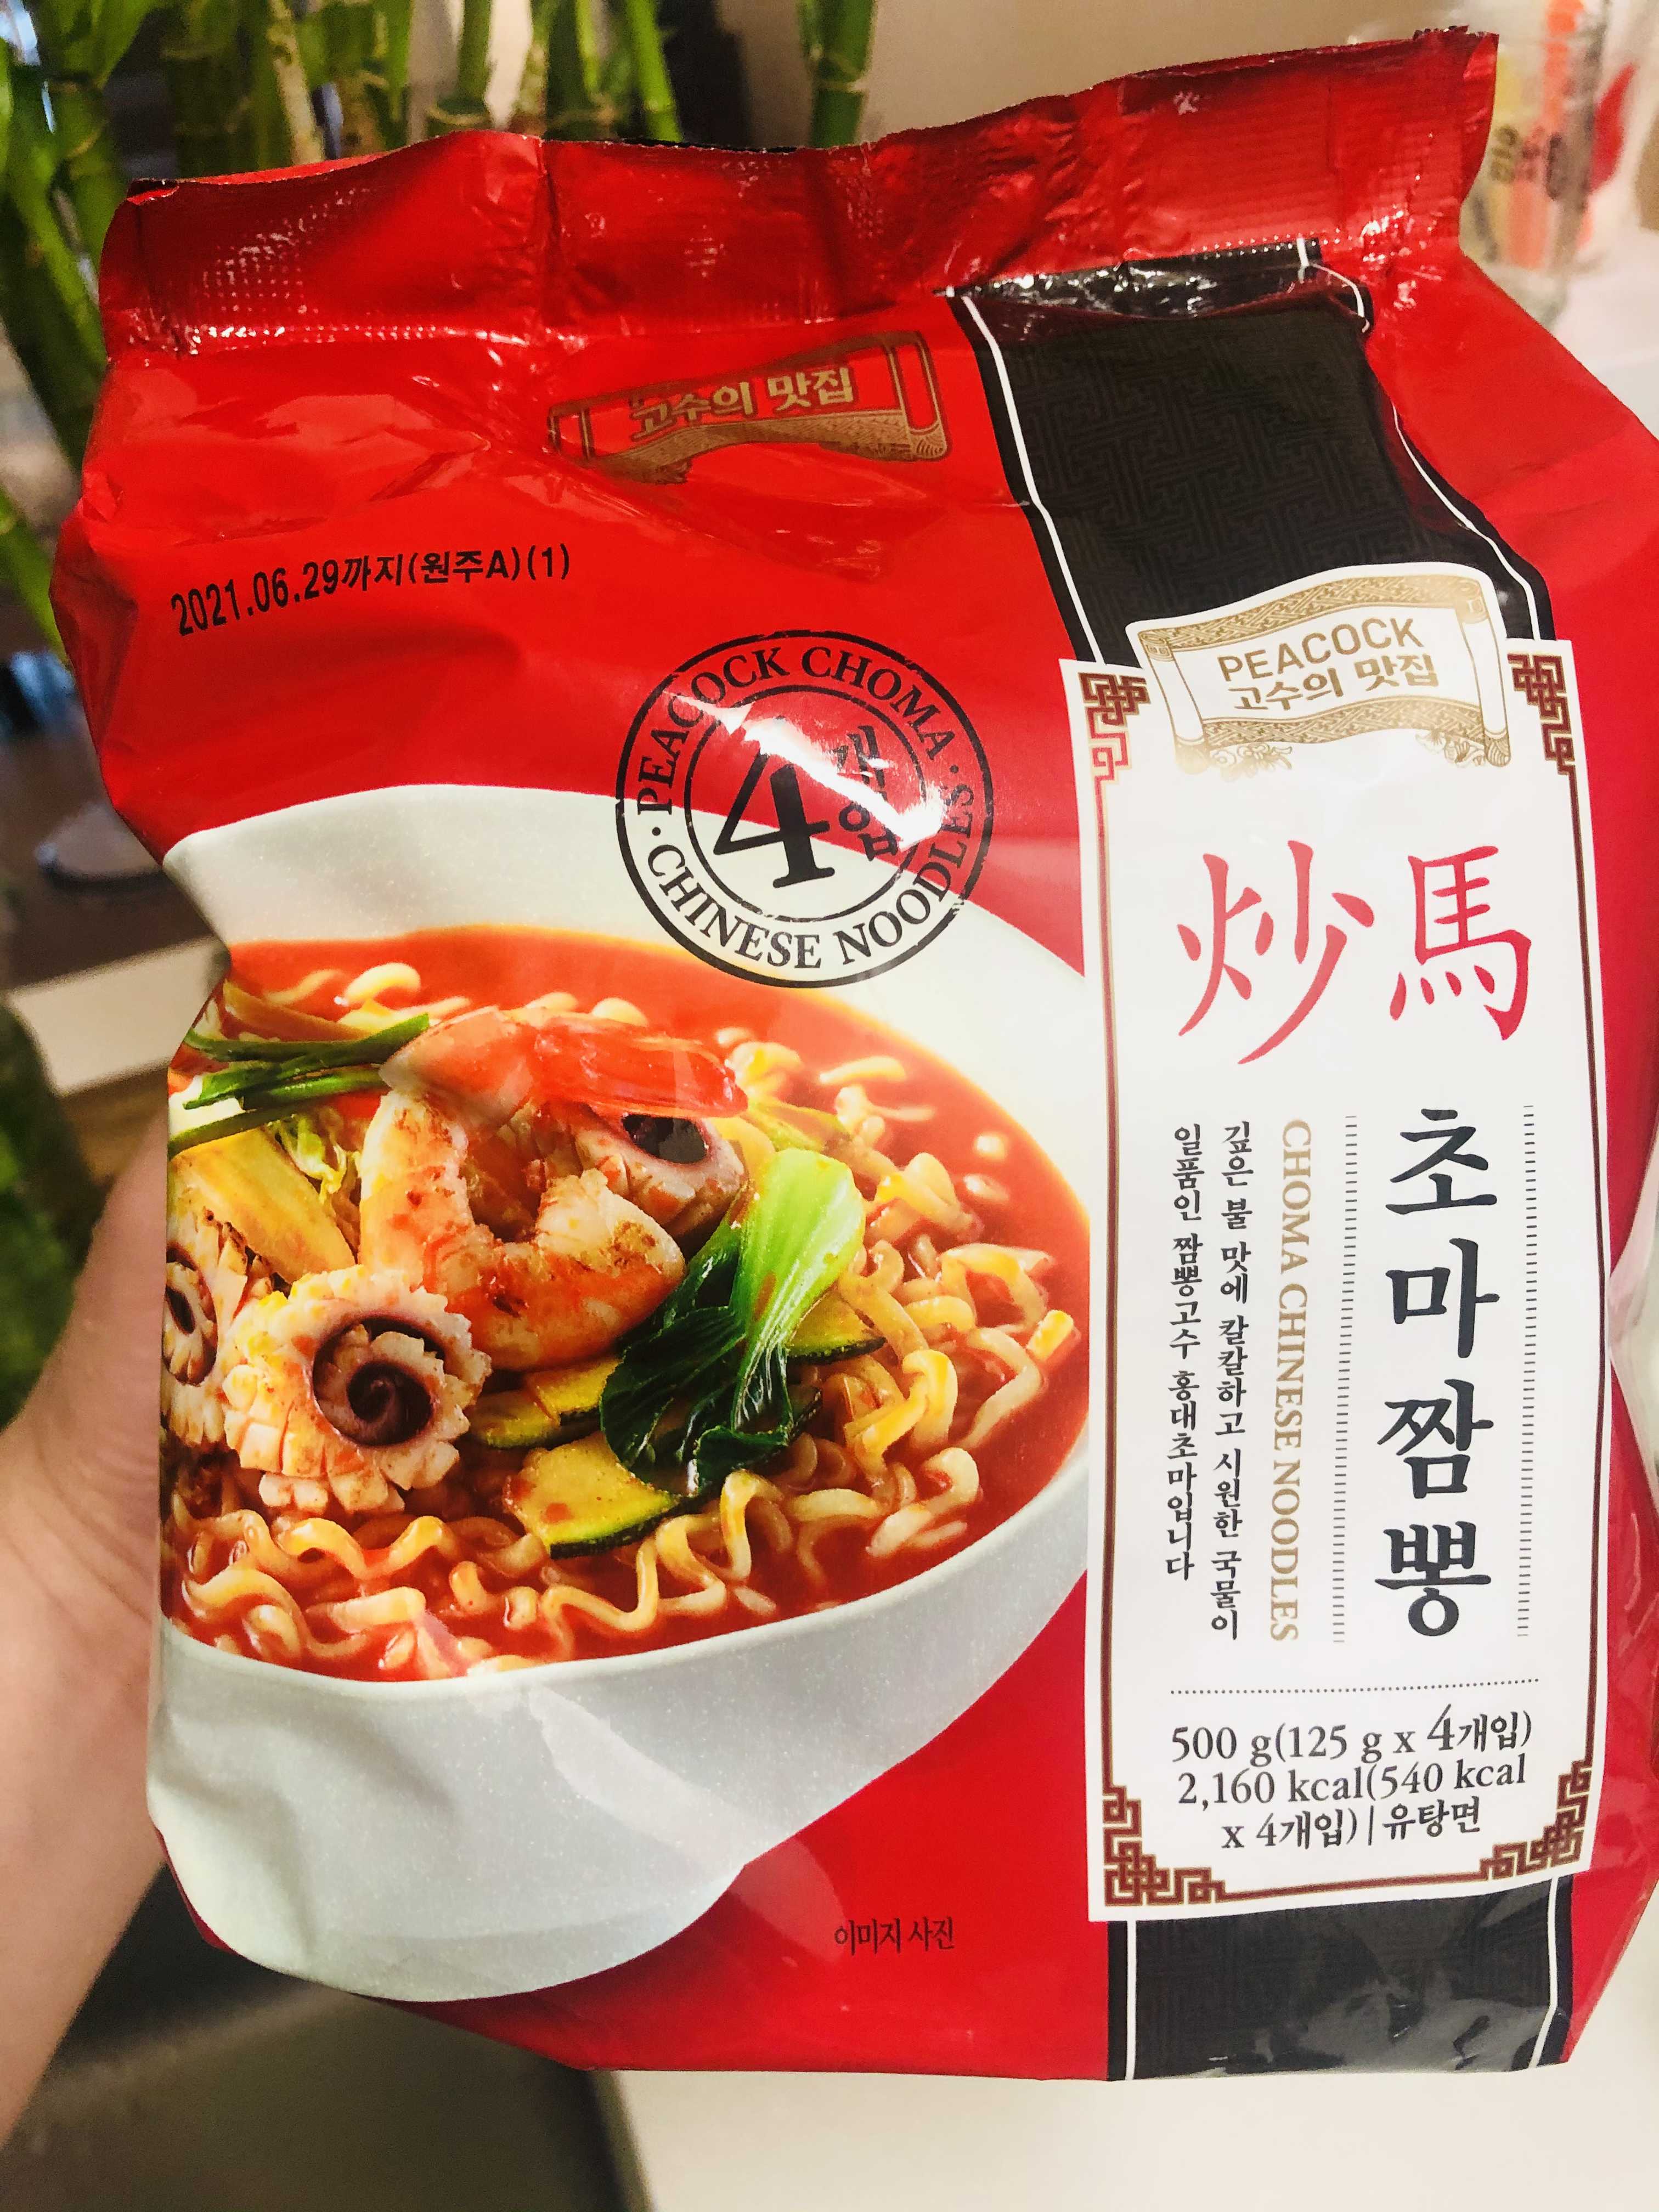 고수의 맛집
2021.06.29까지(원주A)(1)
PEACOCK CHOMA
4개입
CHINESE NOODLES
PEACOCK
고수의 맛집
炒馬
초마짬뽕
CHOMA CHINESE NOODLES
깊은 불 맛에 칼칼하고 시원한 국물이
일품인 짬뽕고수 홍대초마입니다
500 g(125 g x 4개입)
2,160 kcal(540 kcal
x 4개입)|유탕면
이미지 사진